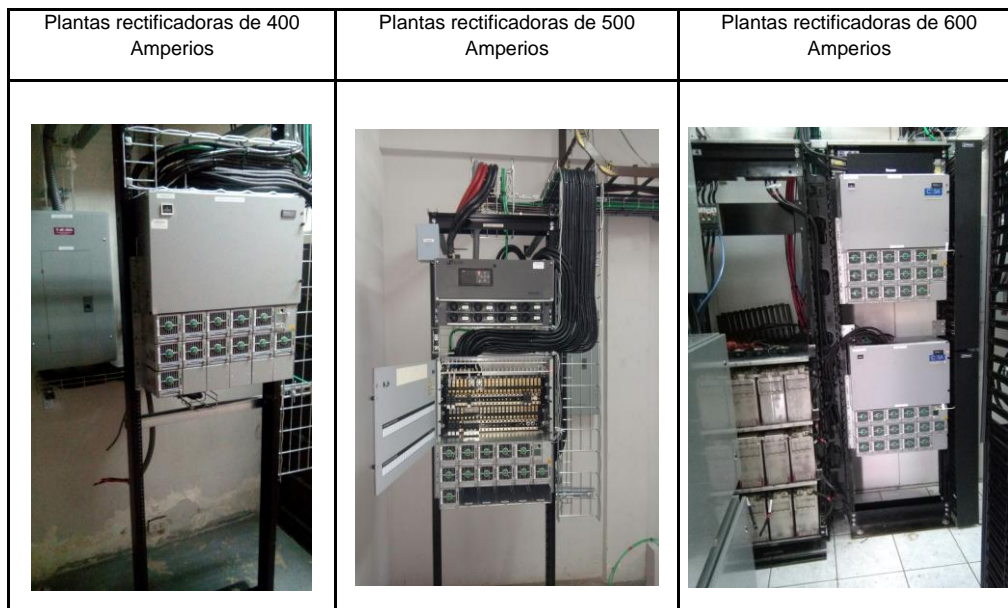 Plantas rectificadoras de 400
Amperios
Plantas rectificadoras de 500
Amperios
Plantas rectificadoras de 600
Amperios